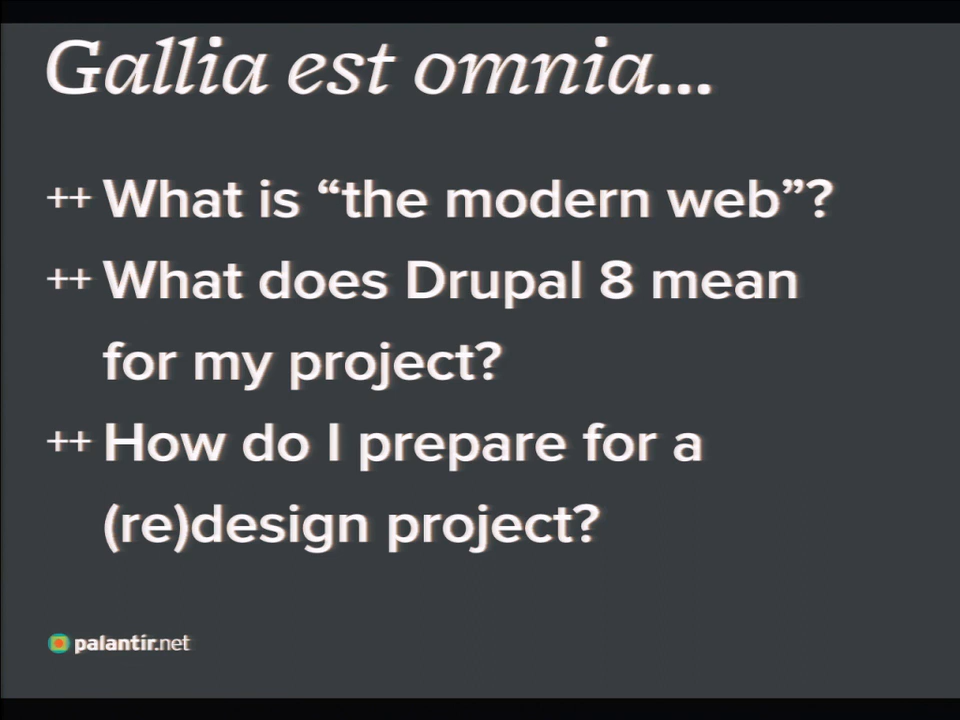 Gallia est omnia...
++ What is “the modern web”?
++ What does Drupal 8 mean
for my project?
++ How do I prepare for a
(re)design project?
palantir.net